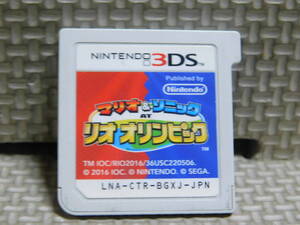 NINTENDO 3DS
Published by
Nintendo
マリオ&ソニック
AT
リオ オリンピック
TM
TM IOC/RIO2016/36USC220506.
© 2016 IOC. © NINTENDO. © SEGA.
LNA-CTR-BGXJ-JPN